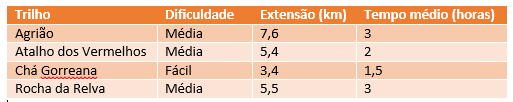 Trilho Dificuldade Extensão (km) Tempo médio (horas)
Agrião Média 7,6 3
Atalho dos Vermelhos Média 5,4 2
Chá Gorreana Fácil 3,4 1,5
Rocha da Relva Média 5,5 3